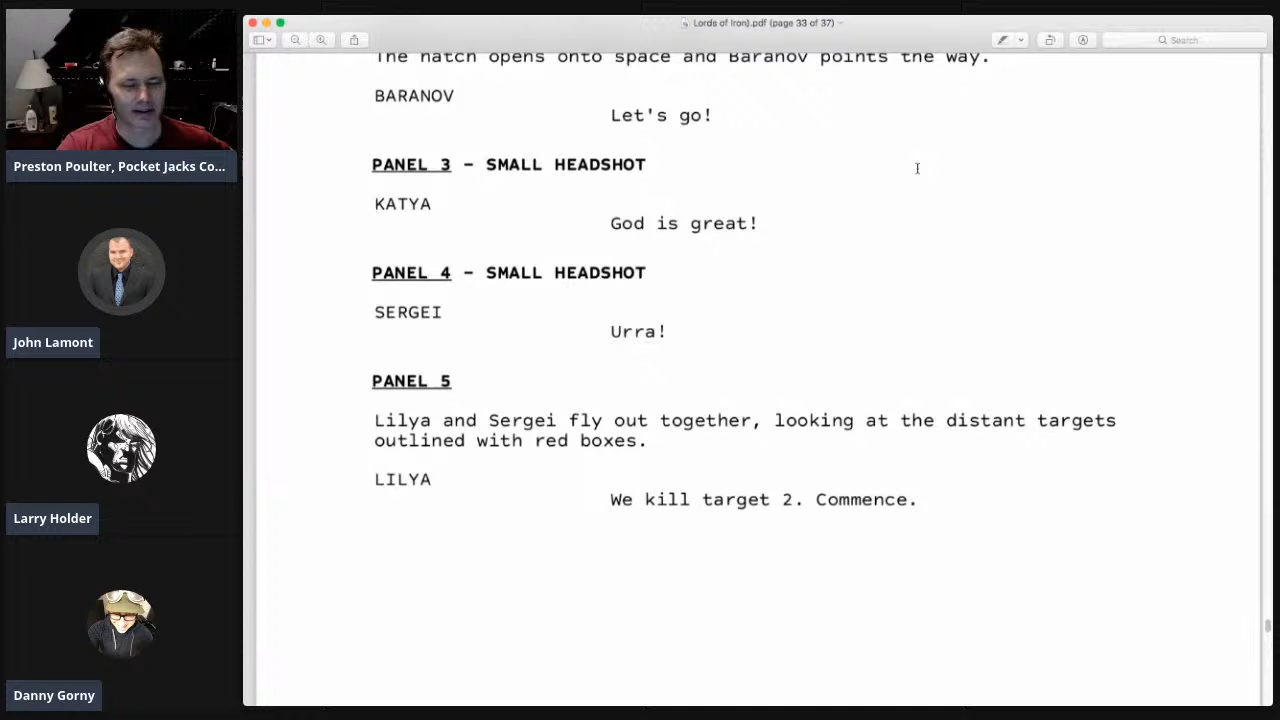 Lords of Iron).pdf (page 33 of 37)
Search
The hatch opens onto space and Baranov points the way.
BARANOV
Let's go!
PANEL 3 - SMALL HEADSHOT
KATYA
God is great!
PANEL 4 - SMALL HEADSHOT
SERGEI
Urra!
PANEL 5
Lilya and Sergei fly out together, looking at the distant targets
outlined with red boxes.
LILYA
We kill target 2. Commence.
Preston Poulter, Pocket Jacks Co...
John Lamont
Larry Holder
Danny Gorny